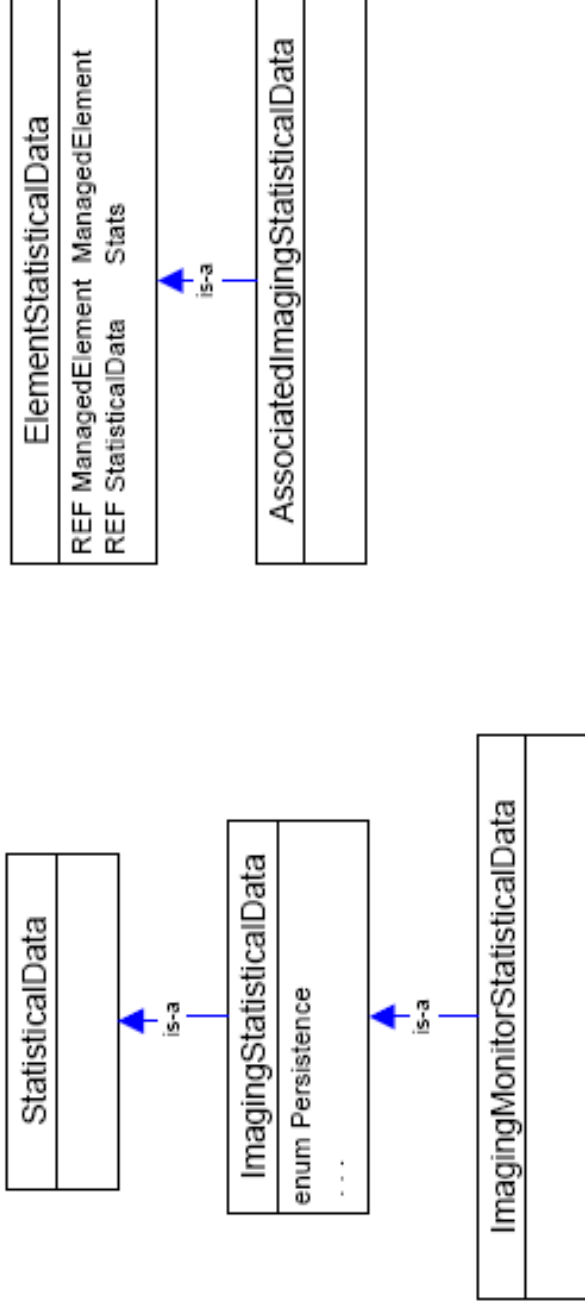 StatisticalData
is-a
ImagingStatisticalData
enum Persistence
. . .
is-a
ImagingMonitorStatisticalData
ElementStatisticalData
REF ManagedElement ManagedElement
REF StatisticalData Stats
is-a
AssociatedImagingStatisticalData